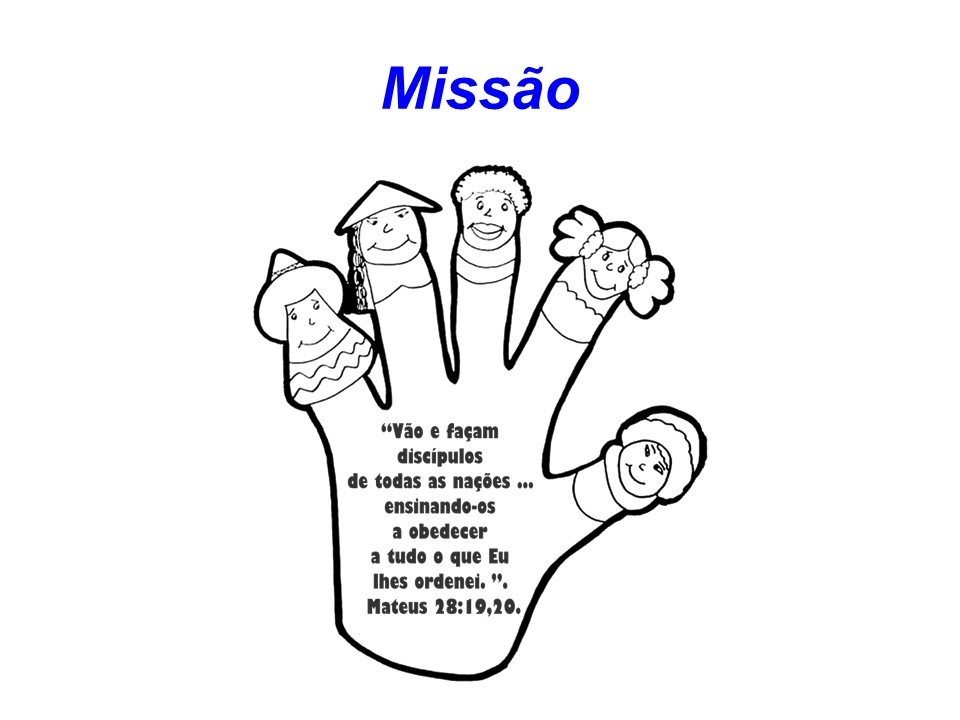 Missão
“Vão e façam
discípulos
de todas as nações ...
ensinando-os
a obedecer
a tudo o que Eu
lhes ordenei. ”.
Mateus 28:19,20.